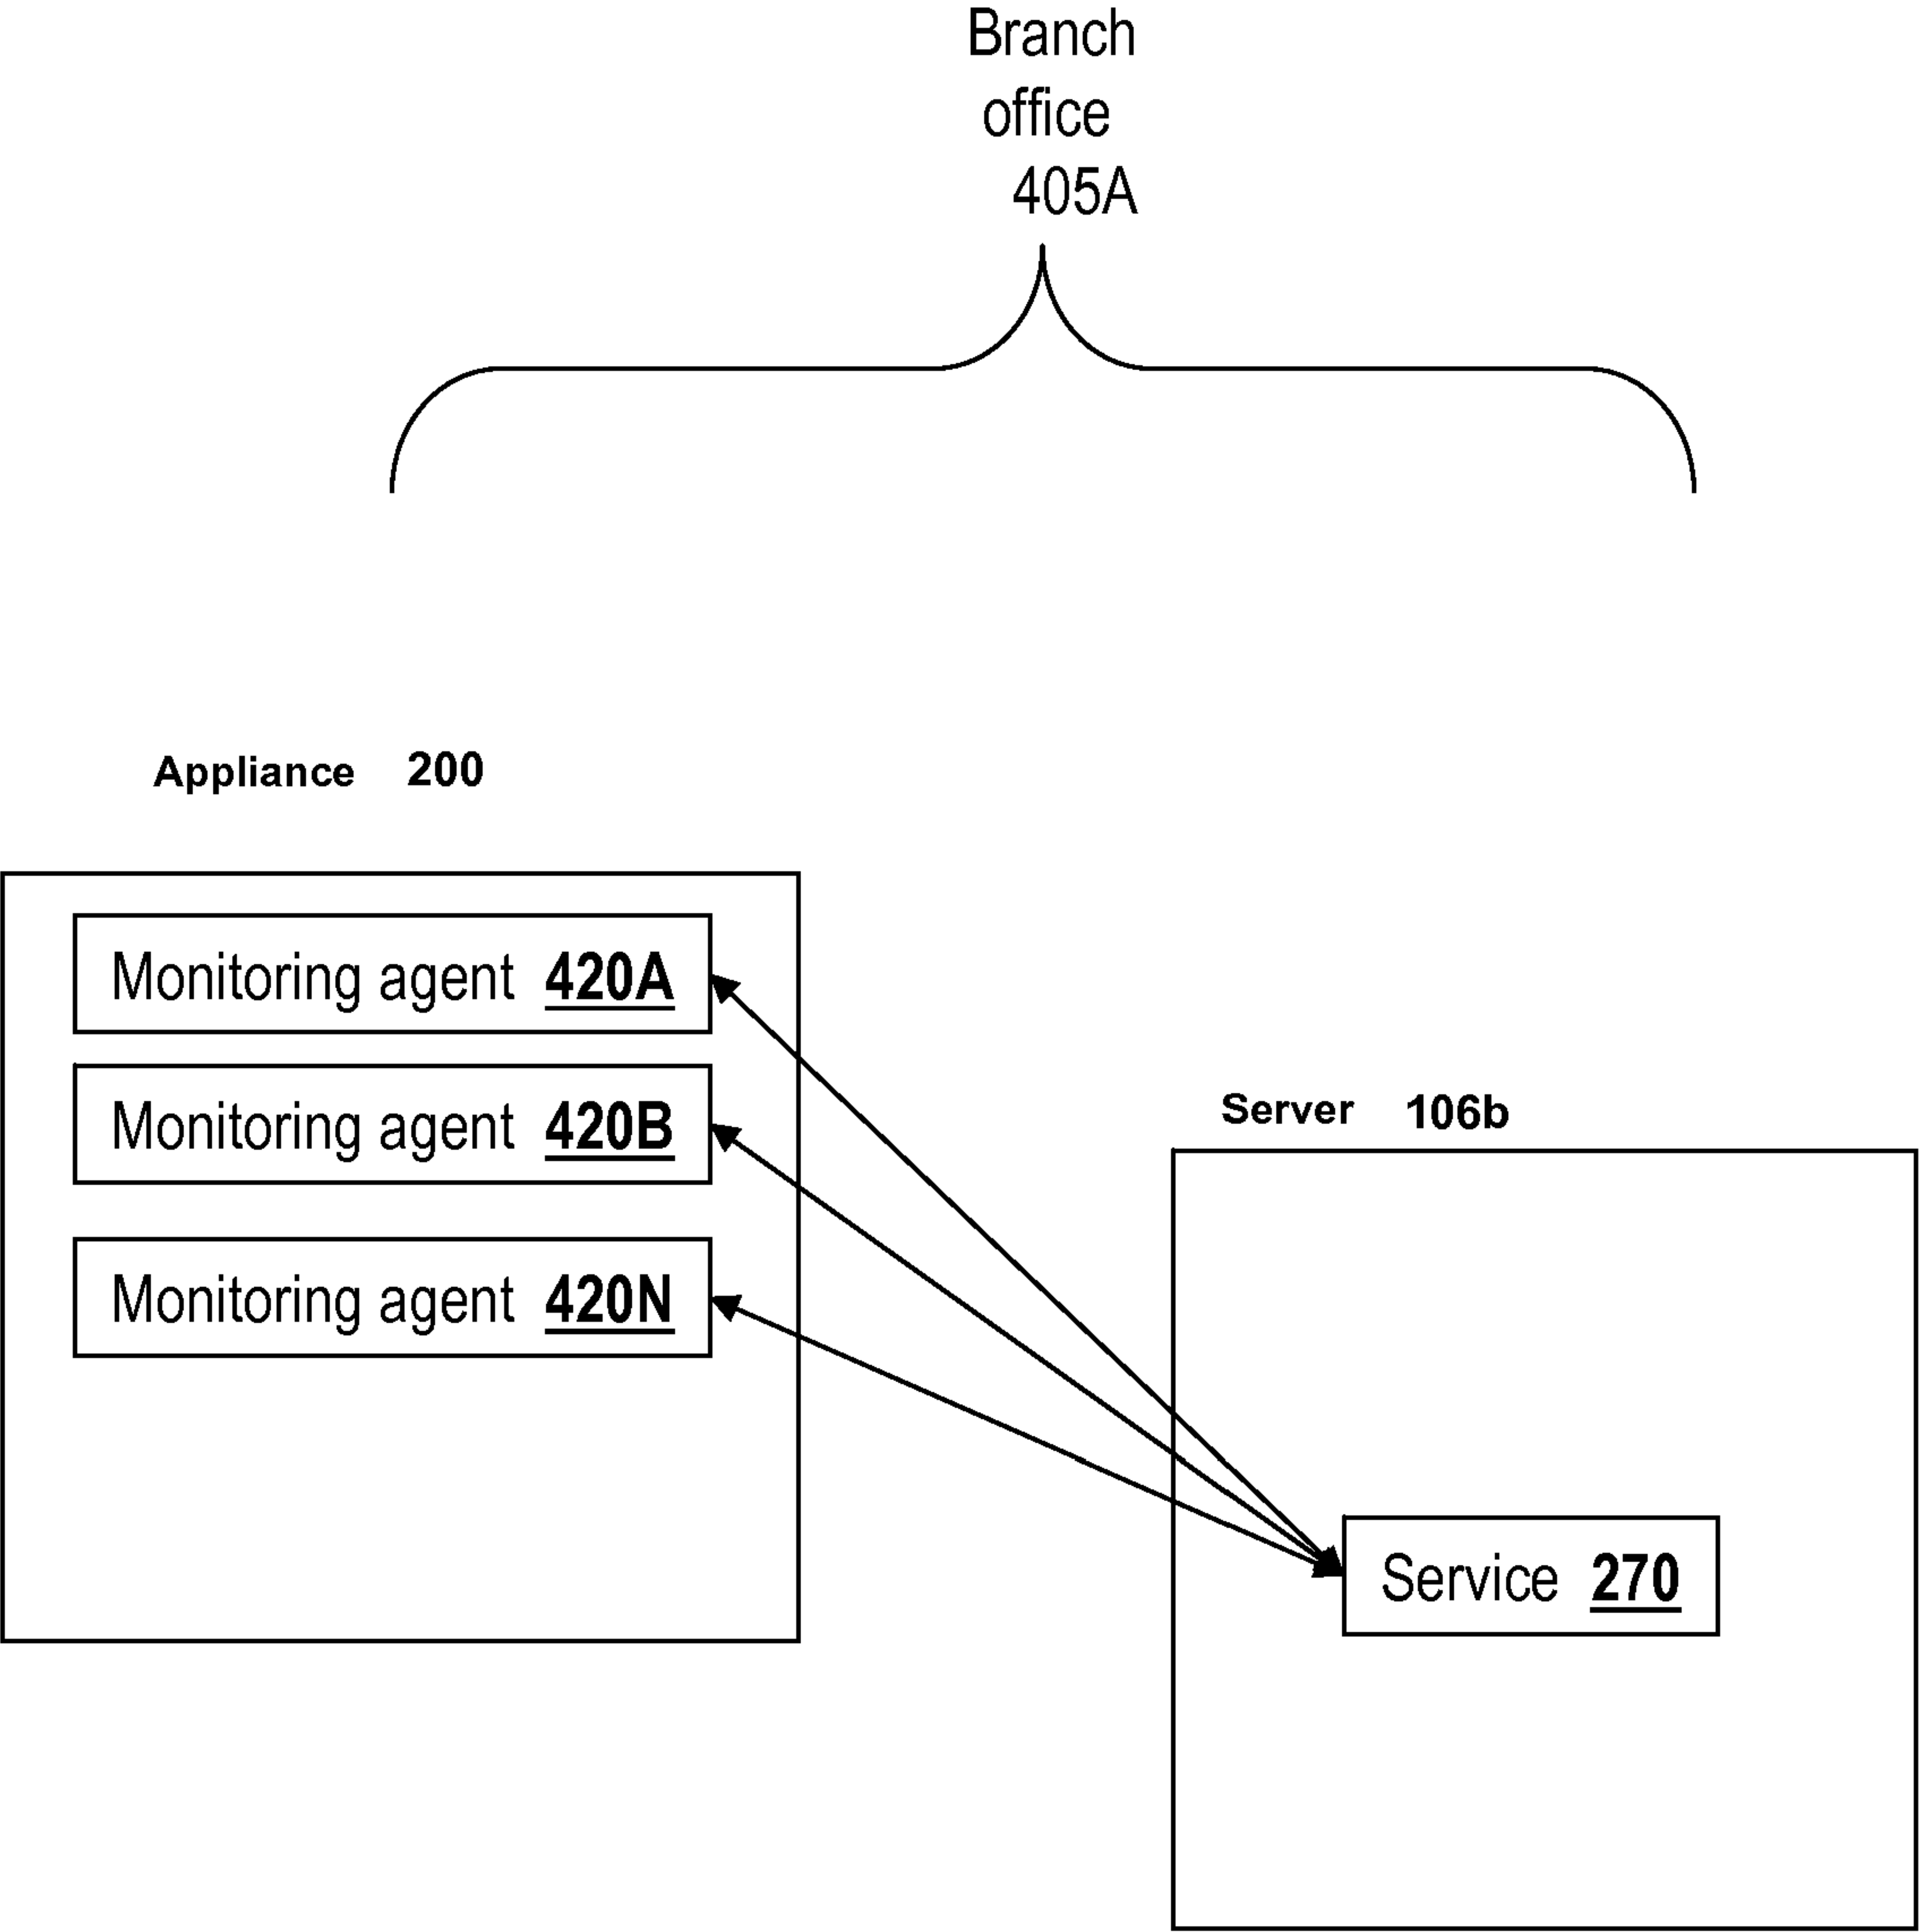 Branch
office
405A
Appliance 200
Monitoring agent 420A
Monitoring agent 420B
Monitoring agent 420N
Server 106b
Service 270